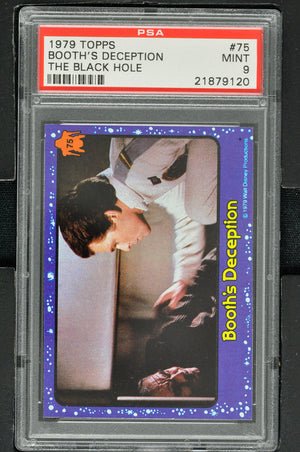 PSA
1979 TOPPS #75
BOOTH'S DECEPTION MINT
THE BLACK HOLE 9
21879120
75
Booth's Deception
© 1979 Walt Disney Productions